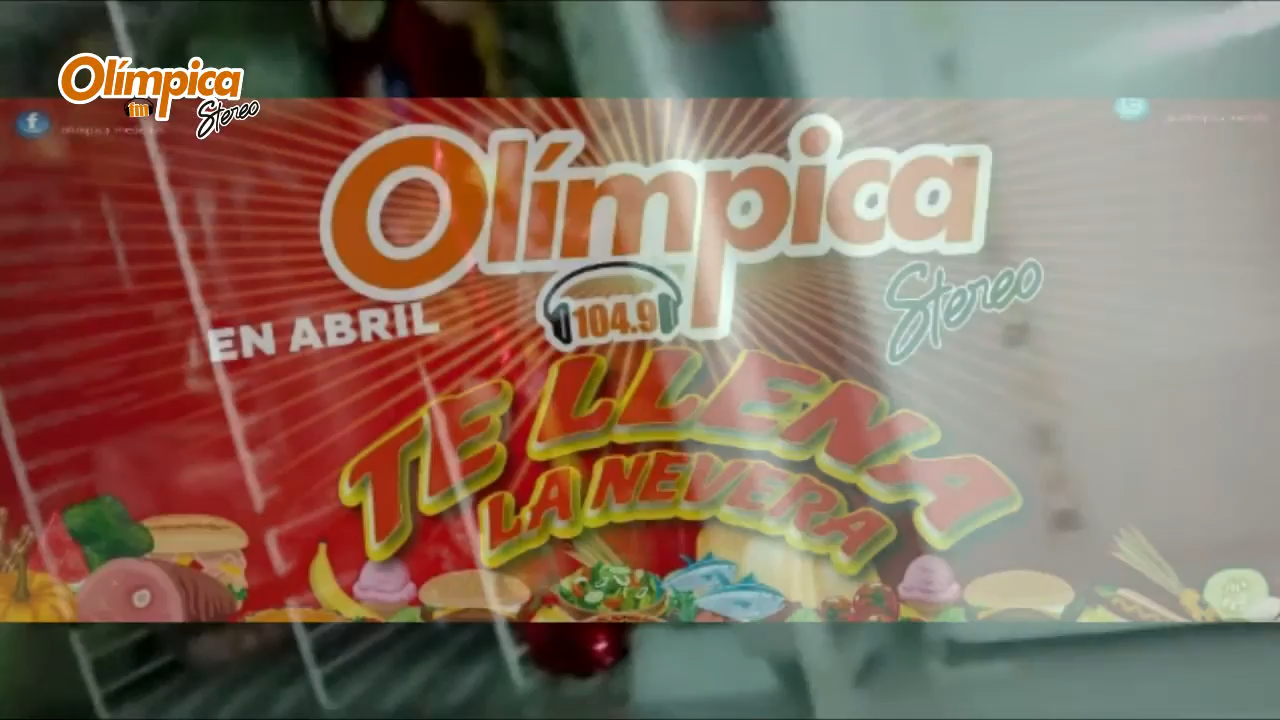 Olímpica
fm
Stereo
Olímpica
104.9
Stereo
EN ABRIL
TE LLENA
LA NEVERA